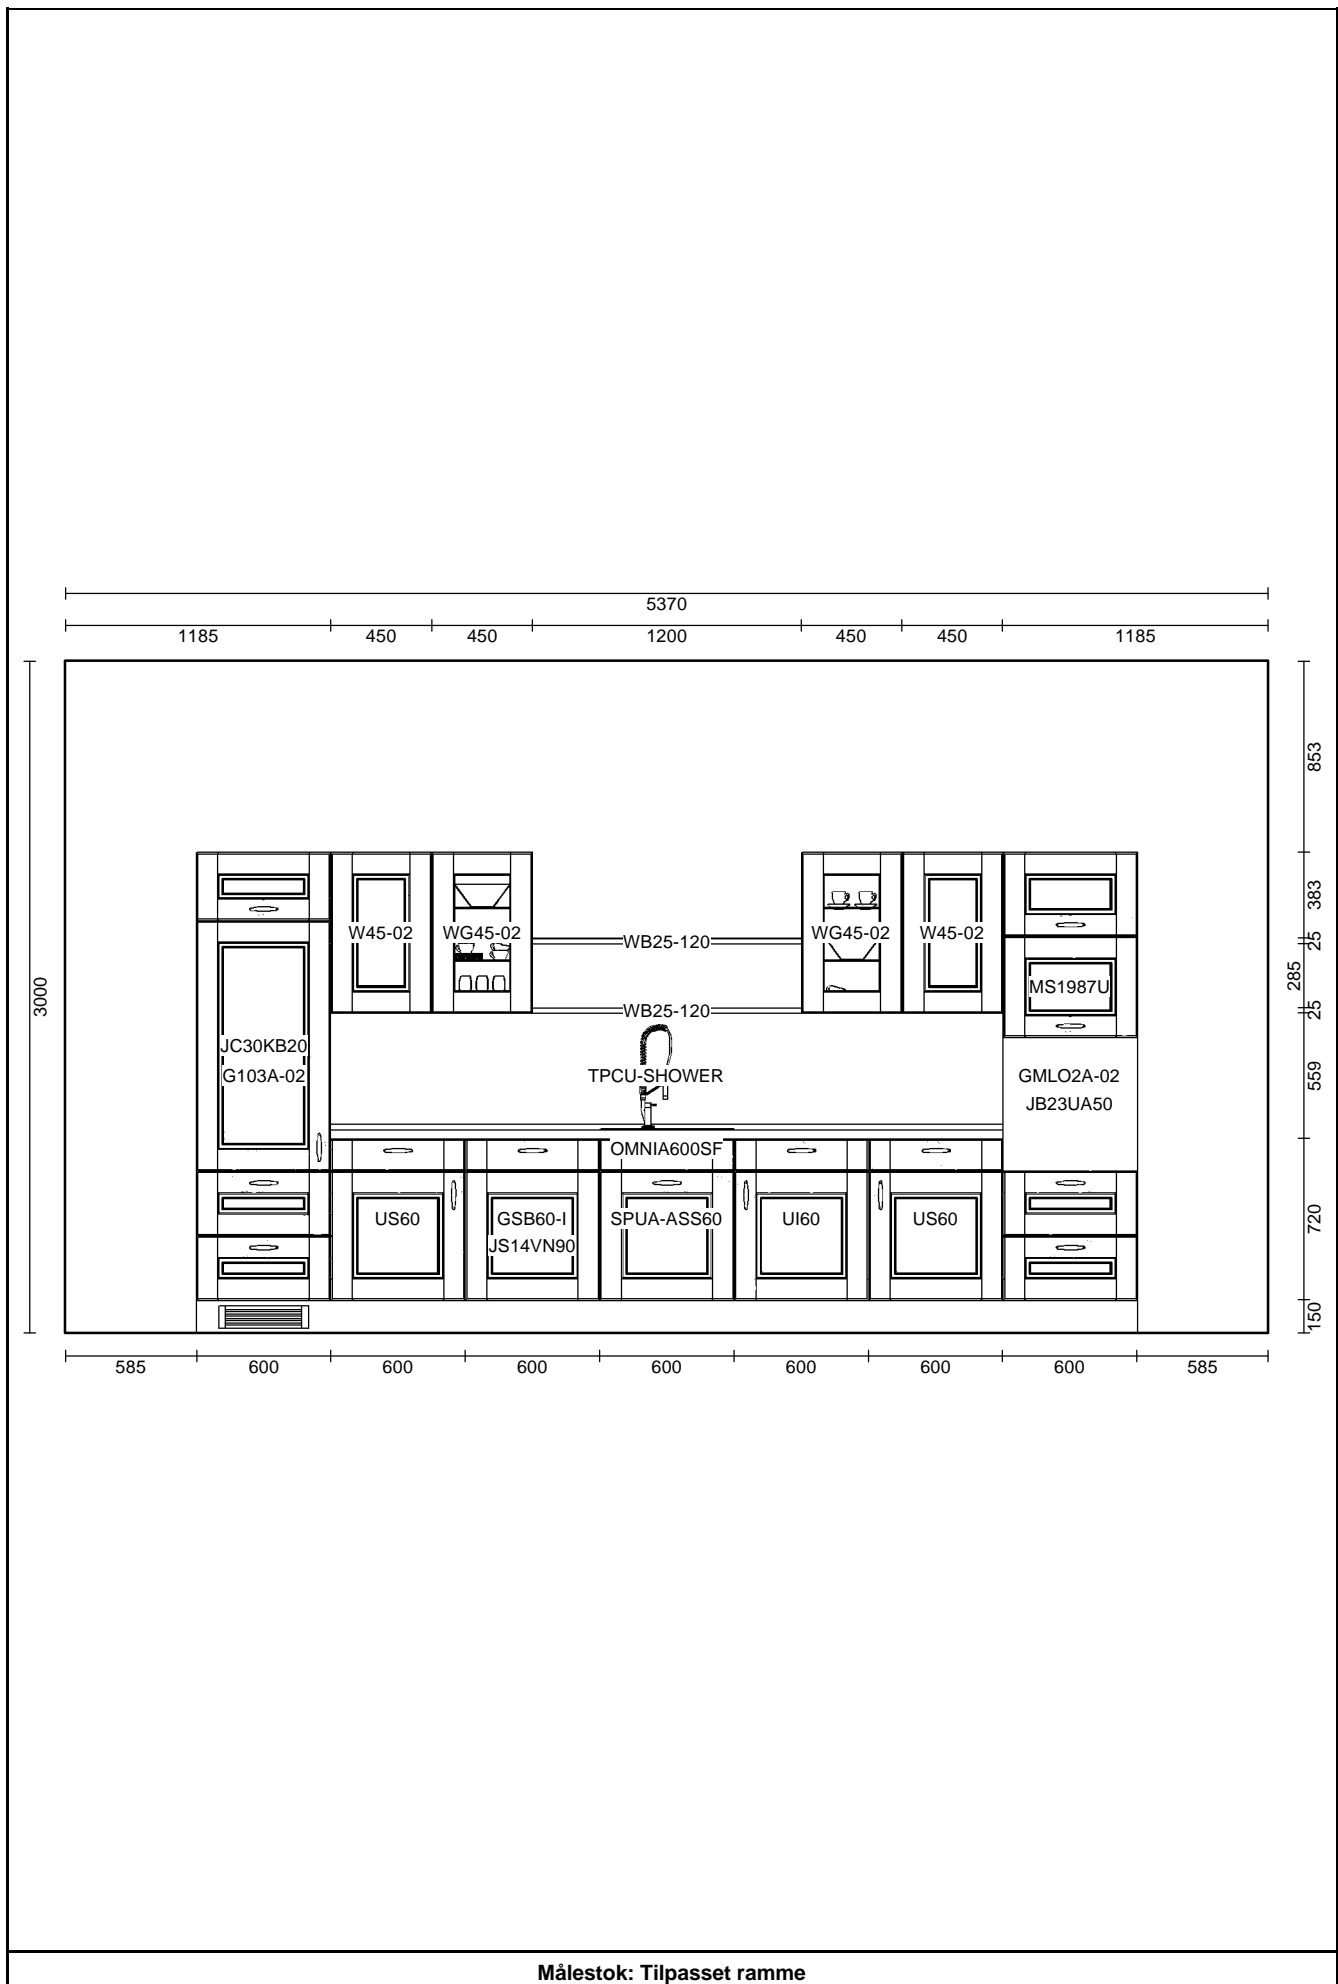 5370
1185 450 450 1200 450 450 1185
3000
853
383
25
285
25
559
720
150
W45-02 WG45-02 WB25-120 WG45-02 W45-02
MS1987U
WB25-120
JC30KB20
G103A-02 TPCU-SHOWER GMLO2A-02
JB23UA50
OMNIA600SF
US60 GSB60-I SPUA-ASS60 UI60 US60
JS14VN90
585 600 600 600 600 600 600 600 585
Målestok: Tilpasset ramme